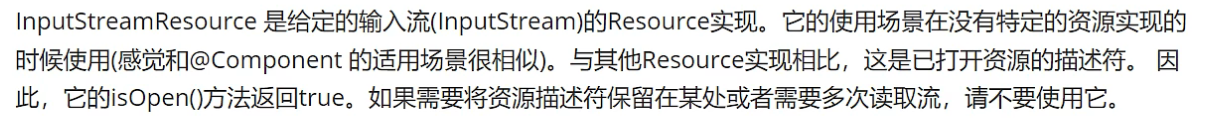 InputStreamResource 是给定的输入流(InputStream)的Resource实现。它的使用场景在没有特定的资源实现的
时候使用(感觉和@Component 的适用场景很相似)。与其他Resource实现相比，这是已打开资源的描述符。 因
此，它的isOpen()方法返回true。如果需要将资源描述符保留在某处或者需要多次读取流，请不要使用它。